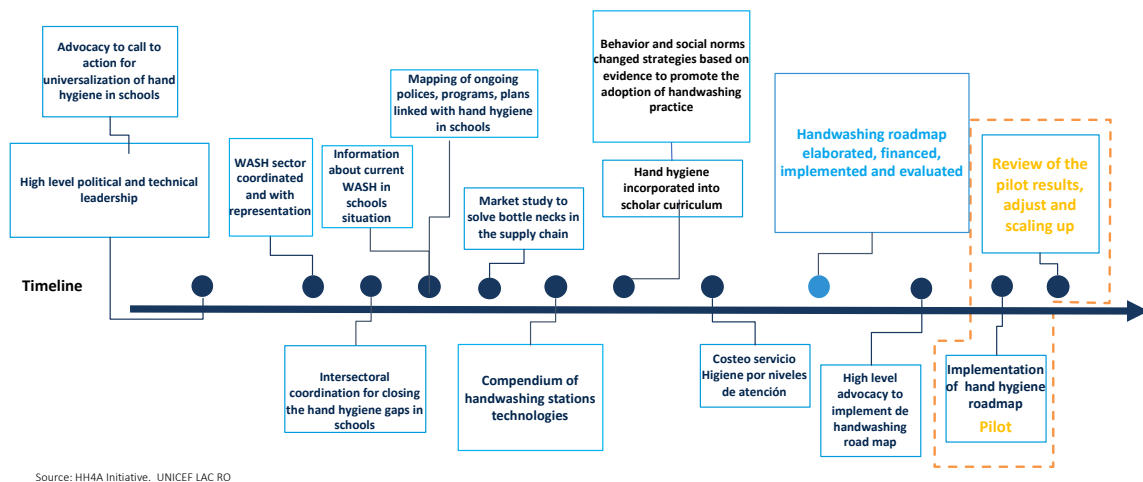 Advocacy to call to
action for
universalization of hand
hygiene in schools
High level political and technical
leadership
WASH sector
coordinated
and with
representation
Information
about current
WASH in
schools
situation
Mapping of ongoing
polices, programs, plans
linked with hand hygiene
in schools
Market study to
solve bottle necks in
the supply chain
Behavior and social norms
changed strategies based on
evidence to promote the
adoption of handwashing
practice
Hand hygiene
incorporated into
scholar curriculum
Handwashing roadmap
elaborated, financed,
implemented and evaluated
Review of the
pilot results,
adjust and
scaling up
Timeline
Intersectoral
coordination for closing
the hand hygiene gaps in
schools
Compendium of
handwashing stations
technologies
Costeo servicio
Higiene por niveles
de atención
High level
advocacy to
implement de
handwashing
road map
Implementation
of hand hygiene
roadmap
Pilot
Source: HH4A Initiative. UNICEF LAC RO